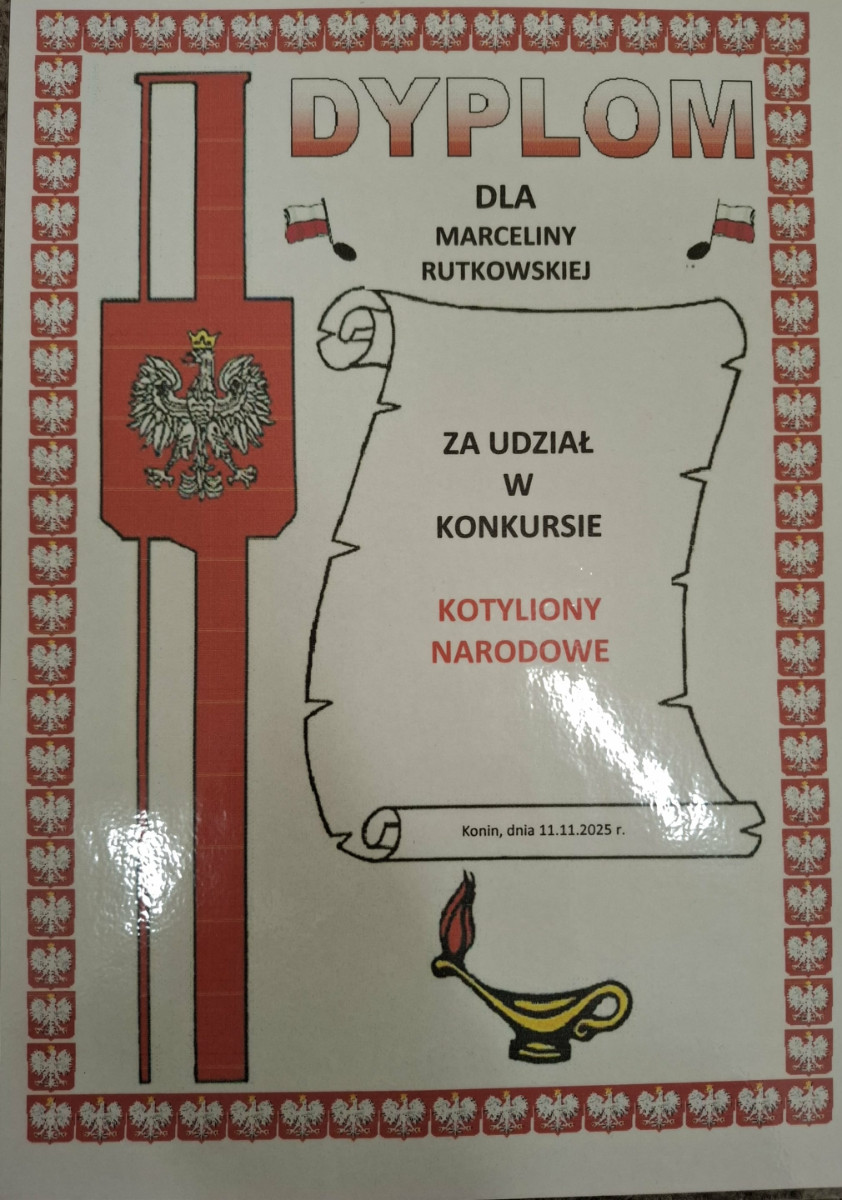 DYPLOM
DLA
MARCELINY
RUTKOWSKIEJ
ZA UDZIAŁ
W
KONKURSIE
KOTYLIONY
NARODOWE
Konin, dnia 11.11.2025 r.